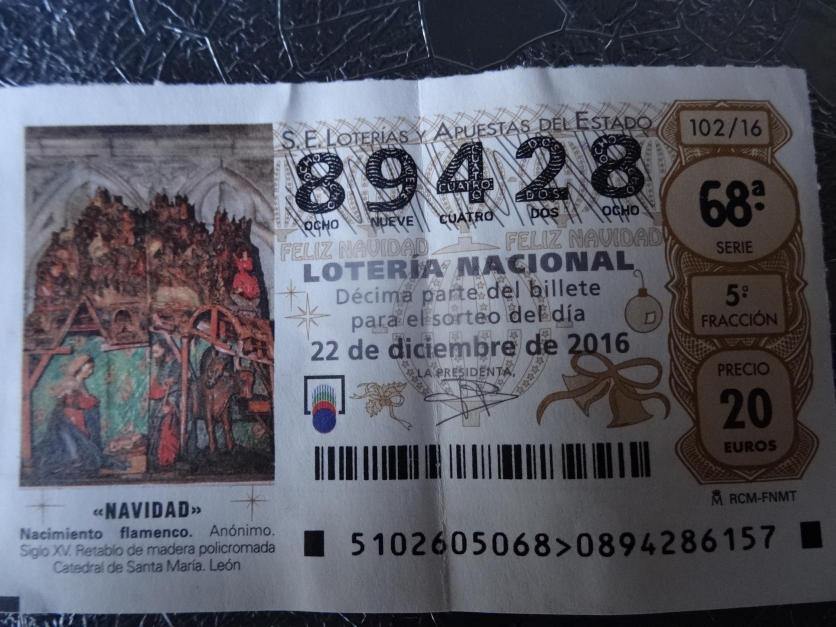 S.E. LOTERÍAS Y APUESTAS DEL ESTADO
102/16
89428
OCHO NUEVE CUATRO DOS OCHO
68ª
SERIE
FELIZ NAVIDAD FELIZ NAVIDAD
LOTERÍA NACIONAL
Décima parte del billete
para el sorteo del día
22 de diciembre de 2016
LA PRESIDENTA,
5ª
FRACCIÓN
PRECIO
20
EUROS
RCM-FNMT
5102605068>0894286157
«NAVIDAD»
Nacimiento flamenco. Anónimo.
Siglo XV. Retablo de madera policromada
Catedral de Santa María. León